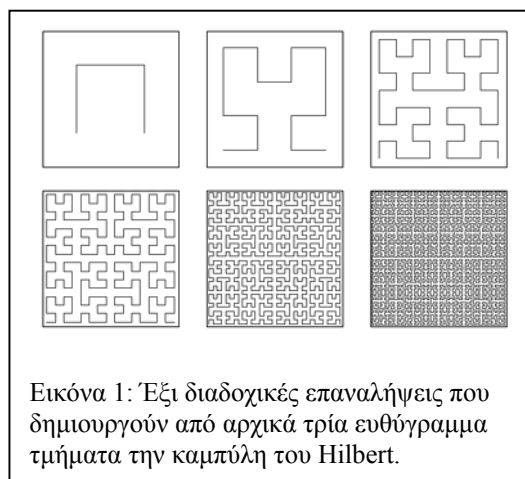 Εικόνα 1: Έξι διαδοχικές επαναλήψεις που
δημιουργούν από αρχικά τρία ευθύγραμμα
τμήματα την καμπύλη του Hilbert.